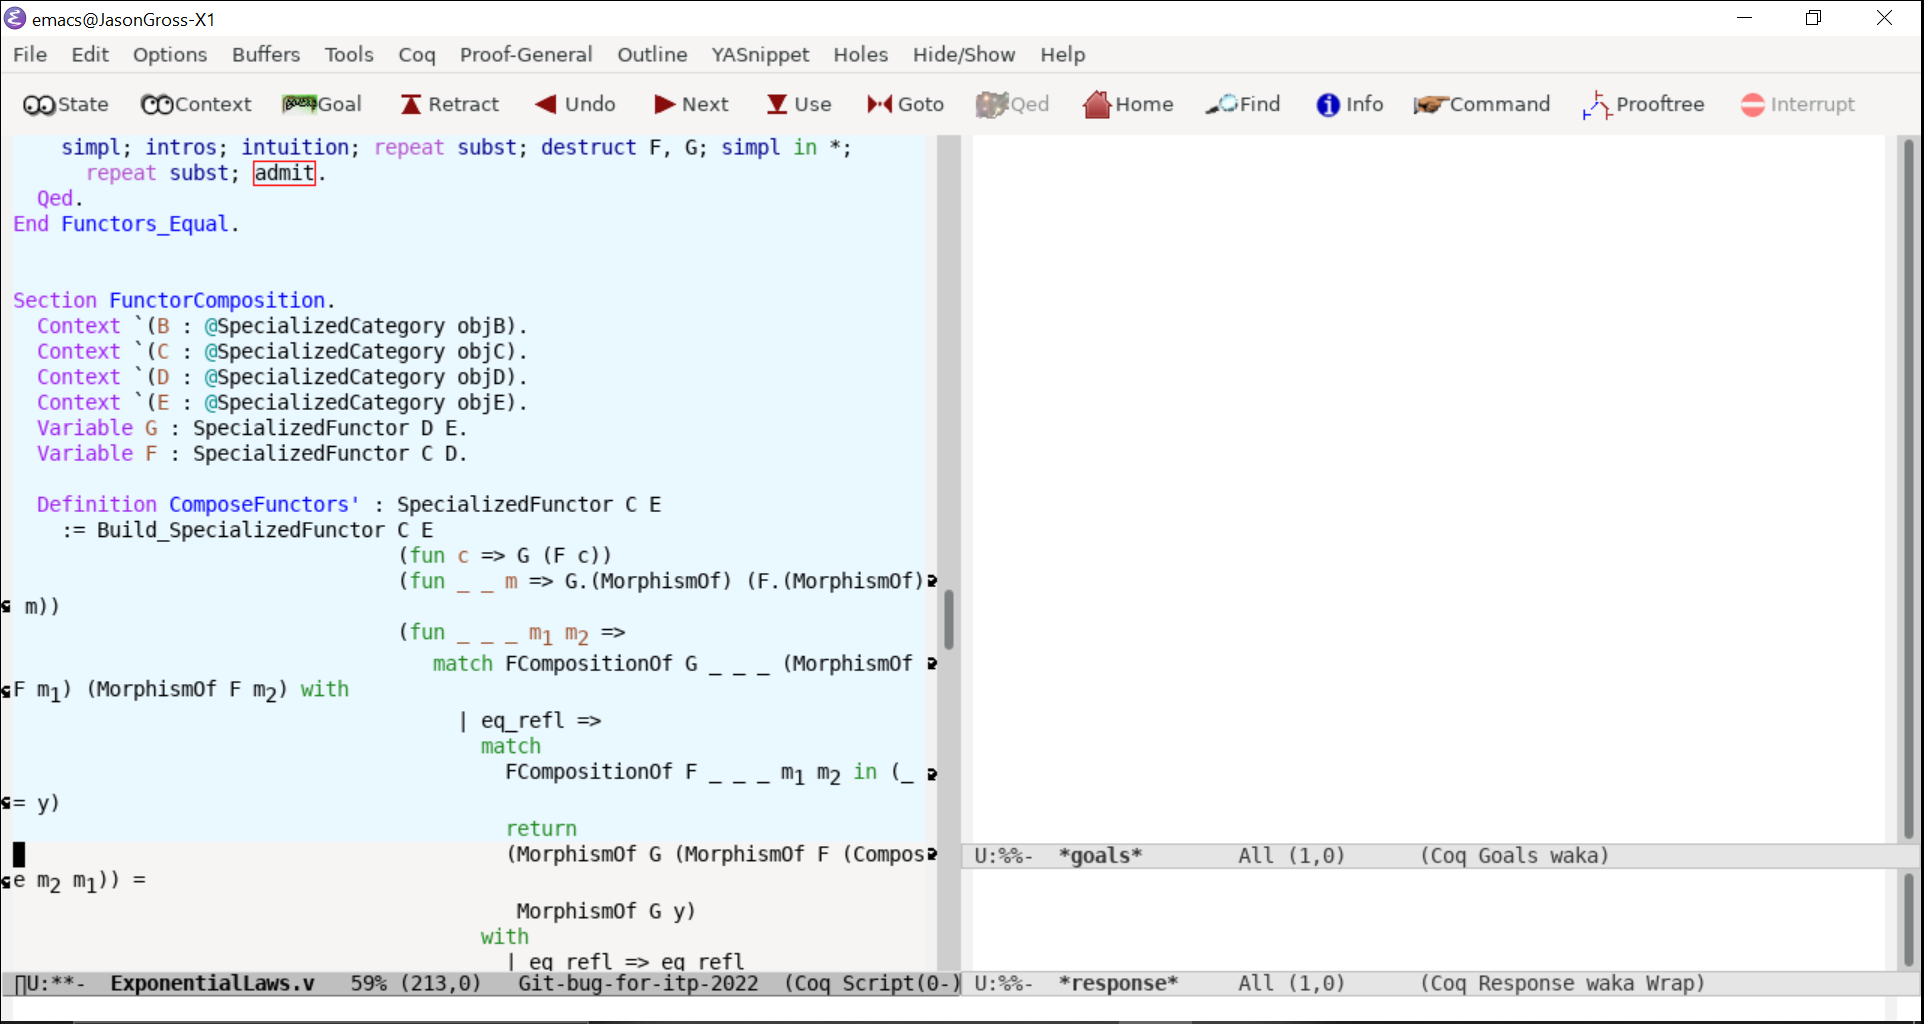 emacs@JasonGross-X1
File Edit Options Buffers Tools Coq Proof-General Outline YASnippet Holes Hide/Show Help
State Context Goal Retract Undo Next Use Goto Qed Home Find Info Command Prooftree Interrupt
simpl; intros; intuition; repeat subst; destruct F, G; simpl in *;
repeat subst; admit.
Qed.
End Functors_Equal.
Section FunctorComposition.
Context `(B : @SpecializedCategory objB).
Context `(C : @SpecializedCategory objC).
Context `(D : @SpecializedCategory objD).
Context `(E : @SpecializedCategory objE).
Variable G : SpecializedFunctor D E.
Variable F : SpecializedFunctor C D.
Definition ComposeFunctors' : SpecializedFunctor C E
:= Build_SpecializedFunctor C E
(fun c => G (F c))
(fun _ _ m => G.(MorphismOf) (F.(MorphismOf)
m))
(fun _ _ _ m₁ m₂ =>
match FCompositionOf G _ _ _ (MorphismOf
F m₁) (MorphismOf F m₂) with
| eq_refl =>
match
FCompositionOf F _ _ _ m₁ m₂ in (_
= y)
return
(MorphismOf G (MorphismOf F (Compos
e m₂ m₁)) =
MorphismOf G y)
with
| eq_refl => eq_refl
U:**- ExponentialLaws.v 59% (213,0) Git-bug-for-itp-2022 (Coq Script(0-)
U:%%- *goals* All (1,0) (Coq Goals waka)
U:%%- *response* All (1,0) (Coq Response waka Wrap)